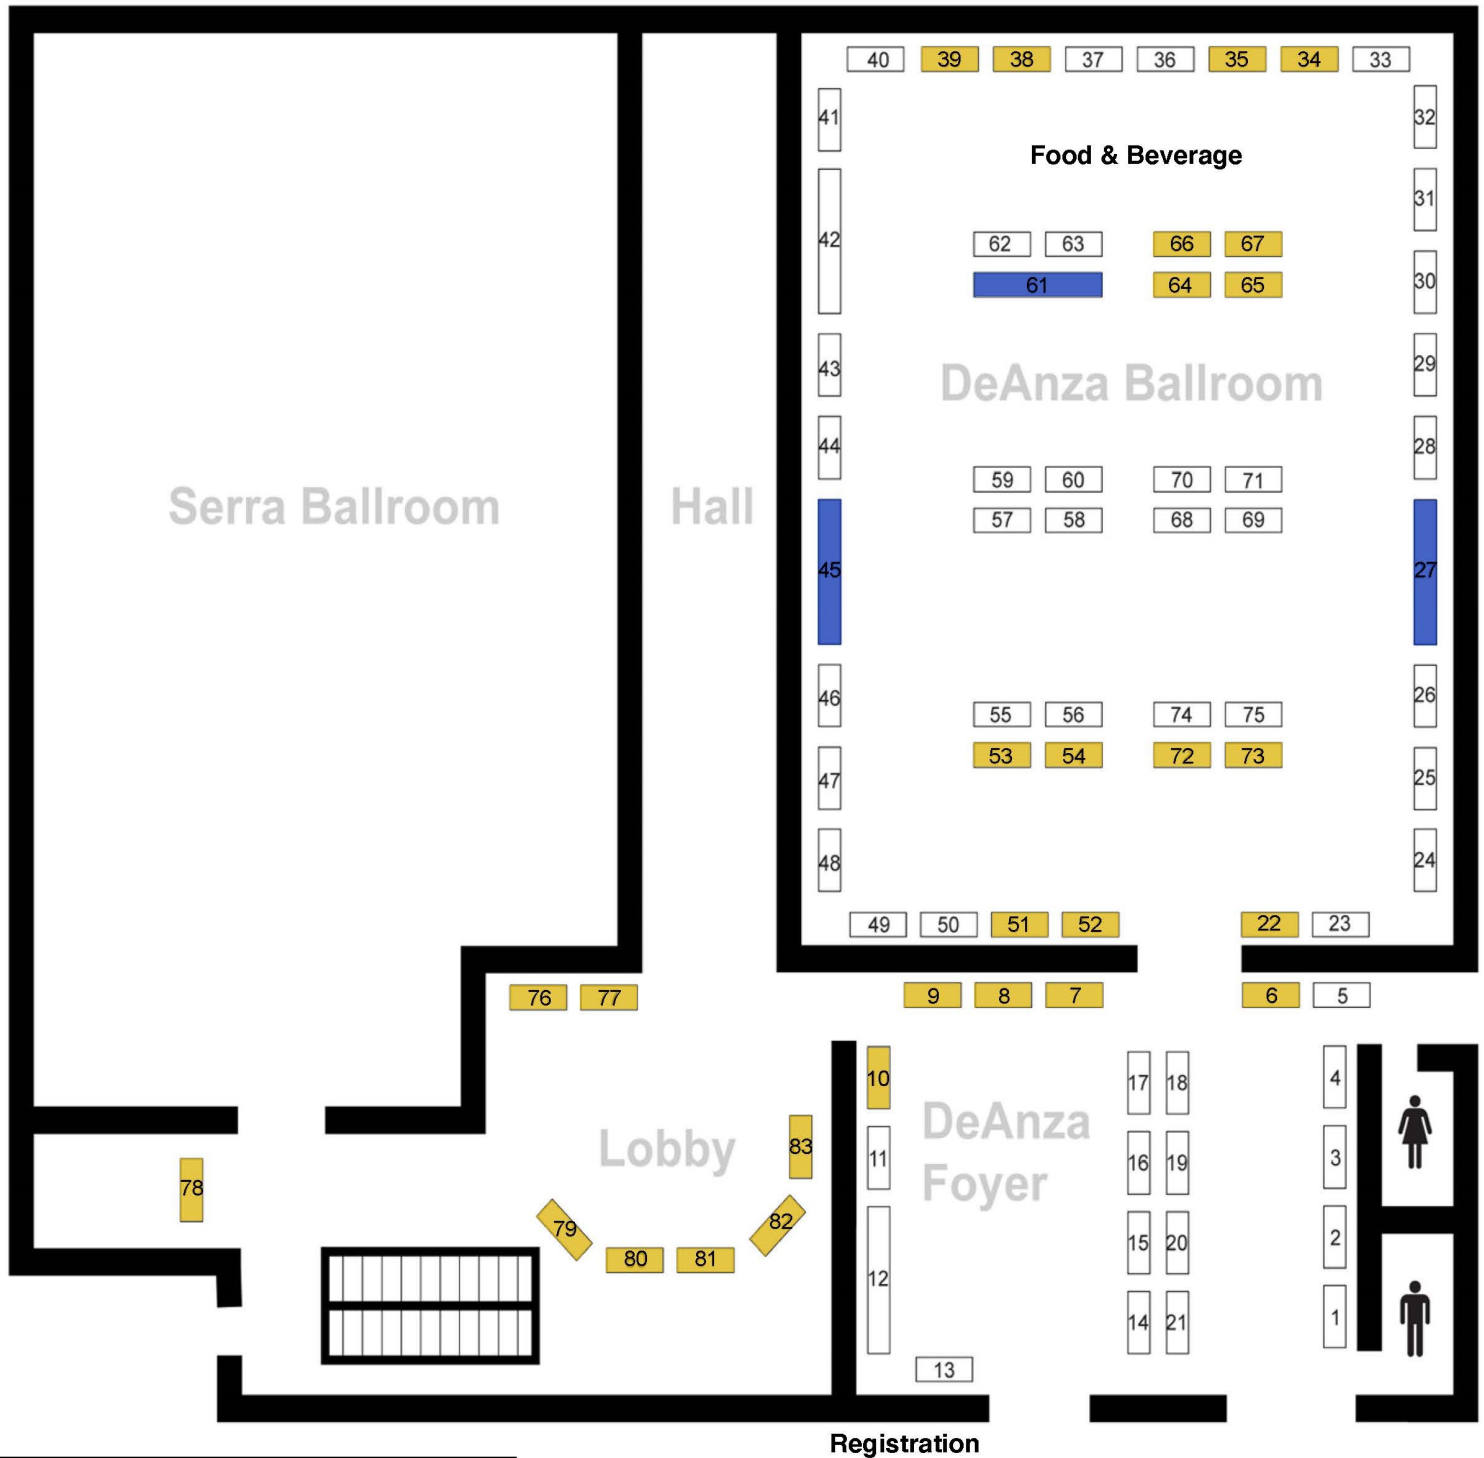 40 39 38 37 36 35 34 33
41 32
Food & Beverage
31
42 62 63 66 67
61 64 65 30
43 DeAnza Ballroom 29
44 28
59 60 70 71
Serra Ballroom Hall 57 58 68 69
45 27
46 55 56 74 75 26
53 54 72 73
47 25
48 24
49 50 51 52 22 23
76 77 9 8 7 6 5
10 17 18 4
DeAnza
Lobby 83 11 16 19 3
78 Foyer
79 82 15 20 2
80 81 12
14 21 1
13
Registration